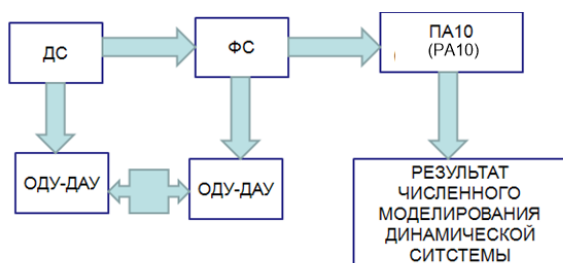 ДС
ФС
ПА10
(PA10)
ОДУ-ДАУ
ОДУ-ДАУ
РЕЗУЛЬТАТ
ЧИСЛЕННОГО
МОДЕЛИРОВАНИЯ
ДИНАМИЧЕСКОЙ
СИТСТЕМЫ